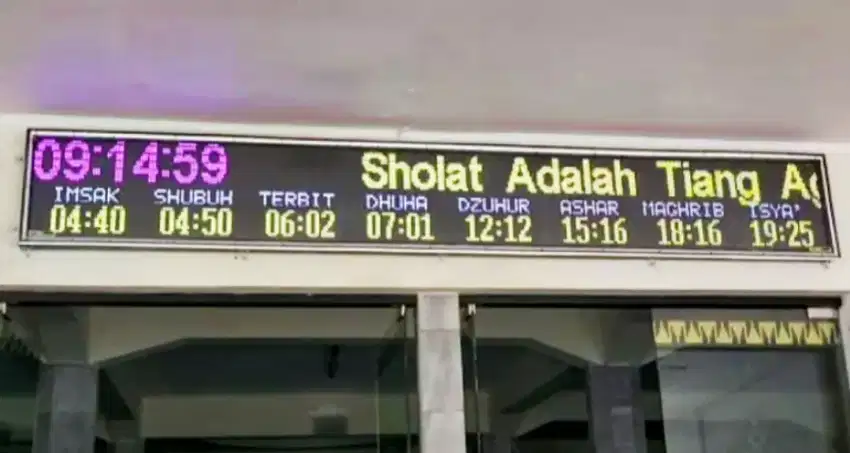 09:14:59 Sholat Adalah Tiang
IMSAK SHUBUH TERBIT DHUHA DZUHUR ASHAR MAGHRIB ISYA'
04:40 04:50 06:02 07:01 12:12 15:16 18:16 19:25